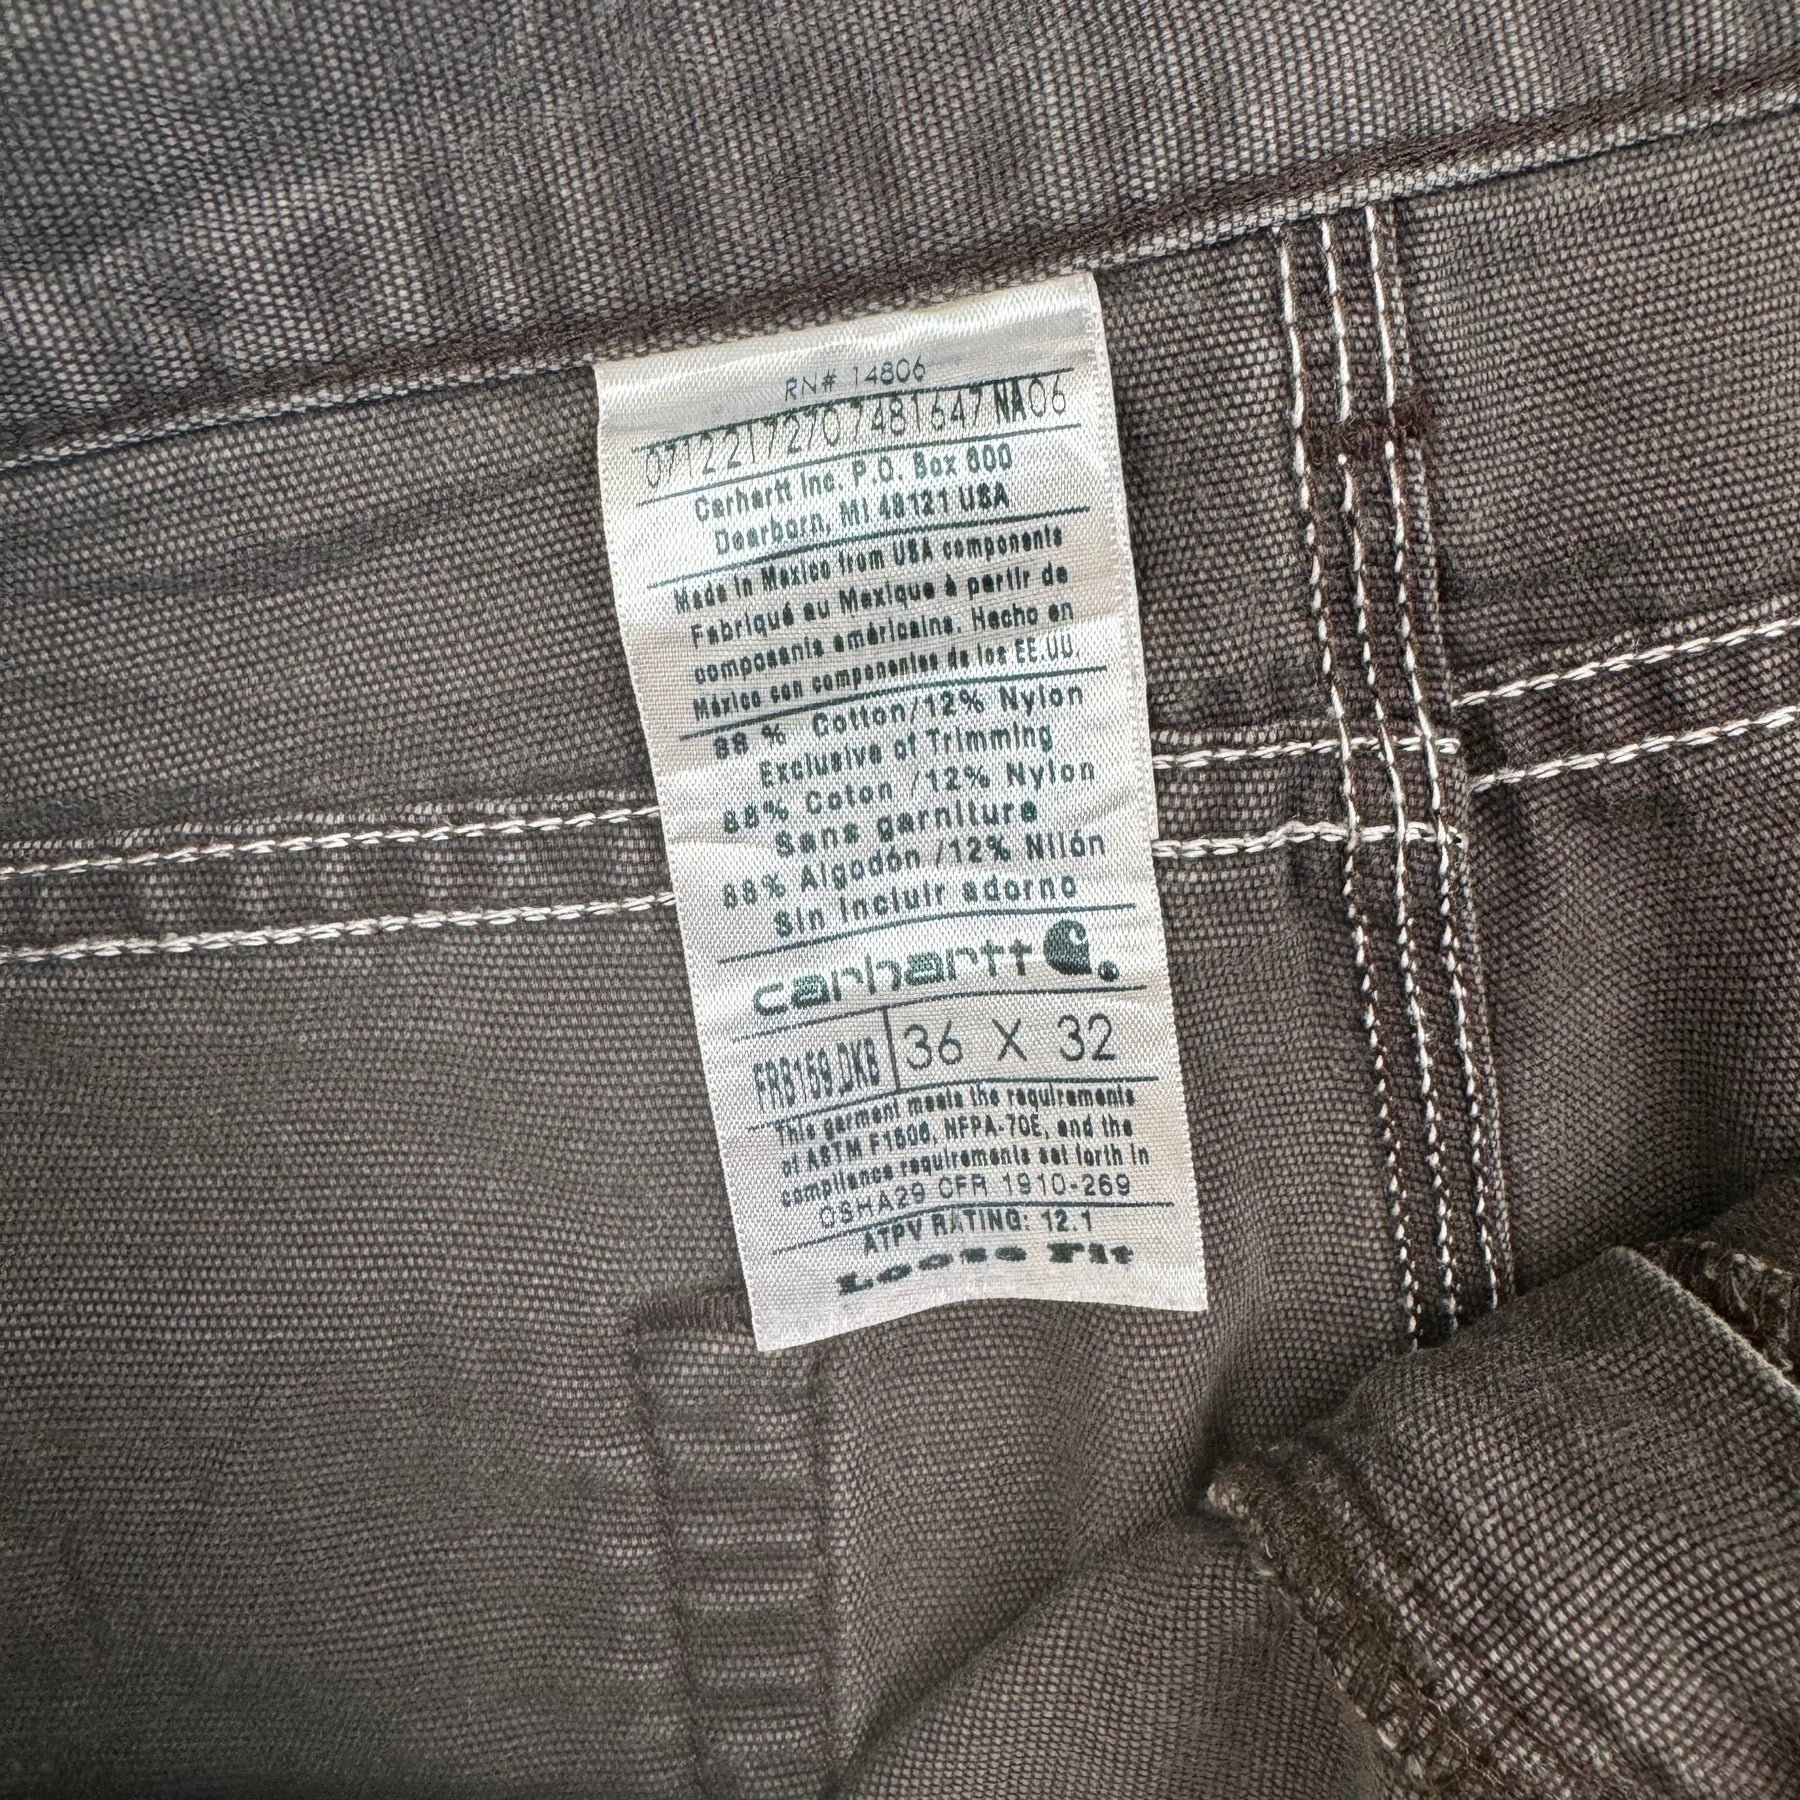 RN# 14806
07122172707481647NA06
Carhartt Inc. P.O. Box 600
Dearborn, MI 48121 USA
Made in Mexico from USA components
Fabriqué au Mexique à partir de
composants américains. Hecho en
México con componentes de los EE.UU.
88 % Cotton/12% Nylon
Exclusive of Trimming
88% Coton /12% Nylon
Sans garniture
88% Algodón /12% Nilón
Sin Incluir adorno
carhartt
FR6159.DKB 36 X 32
This garment meets the requirements
of ASTM F1506, NFPA-70E, and the
compliance requirements set forth in
OSHA29 CFR 1910-269
ATPV RATING: 12.1
Loose Fit